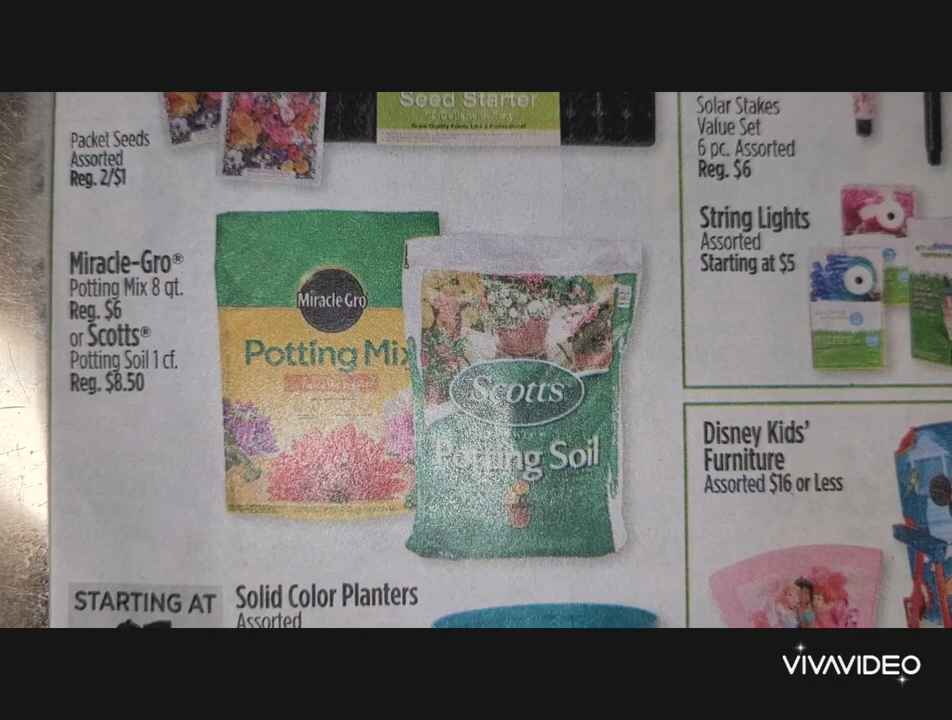 Seed Starter
Packet Seeds
Assorted
Reg. 2/$1
Miracle-Gro®
Potting Mix 8 qt.
Reg. $6
or Scotts®
Potting Soil 1 cf.
Reg. $8.50
Miracle-Gro
Potting Mix
Scotts
Potting Soil
STARTING AT
Solid Color Planters
Assorted
Solar Stakes
Value Set
6 pc. Assorted
Reg. $6
String Lights
Assorted
Starting at $5
Disney Kids'
Furniture
Assorted $16 or Less
VIVAVIDEO